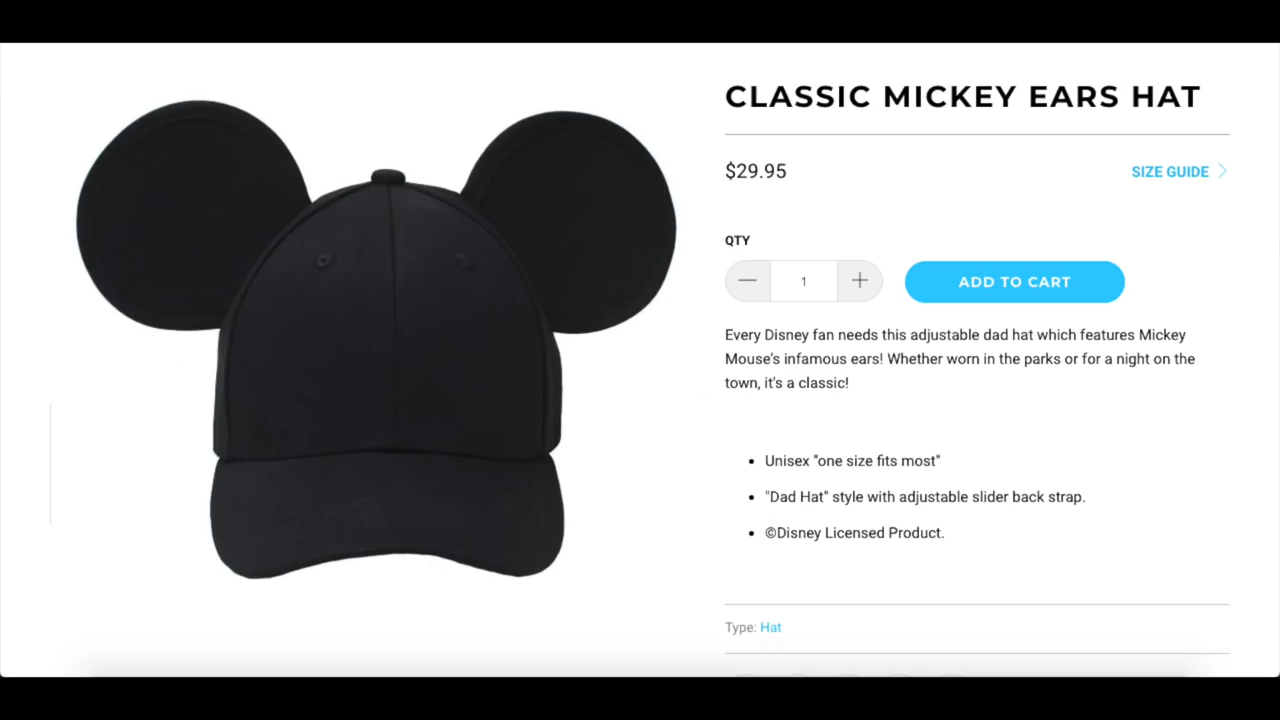 CLASSIC MICKEY EARS HAT
$29.95
SIZE GUIDE
QTY
1
ADD TO CART
Every Disney fan needs this adjustable dad hat which features Mickey
Mouse's infamous ears! Whether worn in the parks or for a night on the
town, it's a classic!
Unisex "one size fits most"
"Dad Hat" style with adjustable slider back strap.
©Disney Licensed Product.
Type: Hat